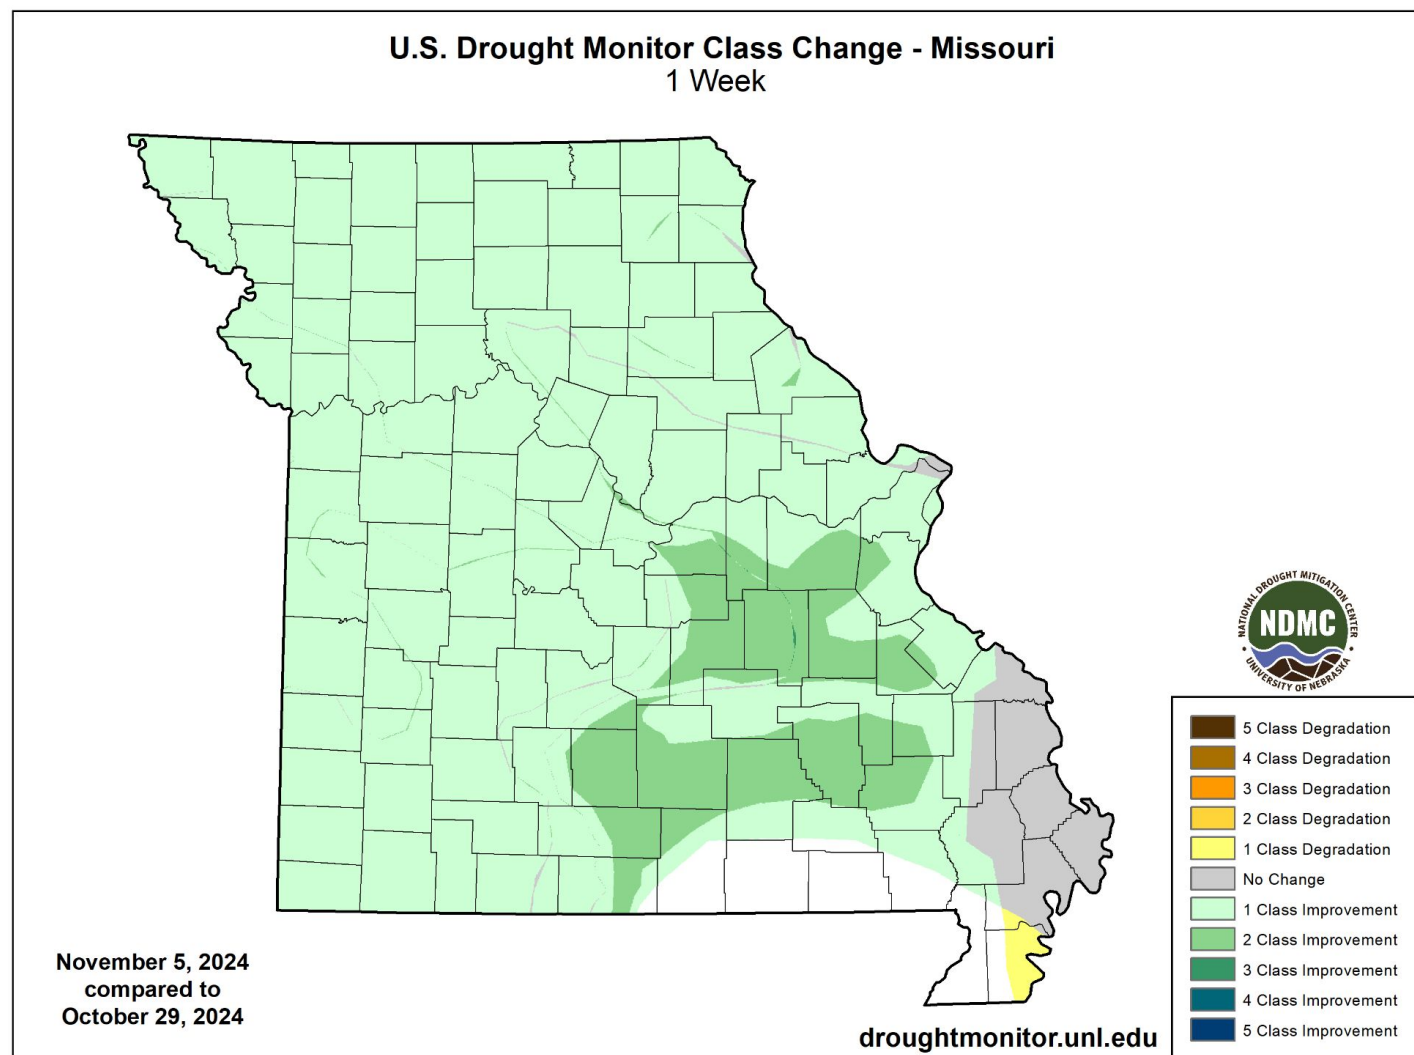 U.S. Drought Monitor Class Change - Missouri
1 Week
NATIONAL DROUGHT MITIGATION CENTER
NDMC
UNIVERSITY OF NEBRASKA
5 Class Degradation
4 Class Degradation
3 Class Degradation
2 Class Degradation
1 Class Degradation
No Change
1 Class Improvement
2 Class Improvement
3 Class Improvement
4 Class Improvement
5 Class Improvement
November 5, 2024
compared to
October 29, 2024
droughtmonitor.unl.edu